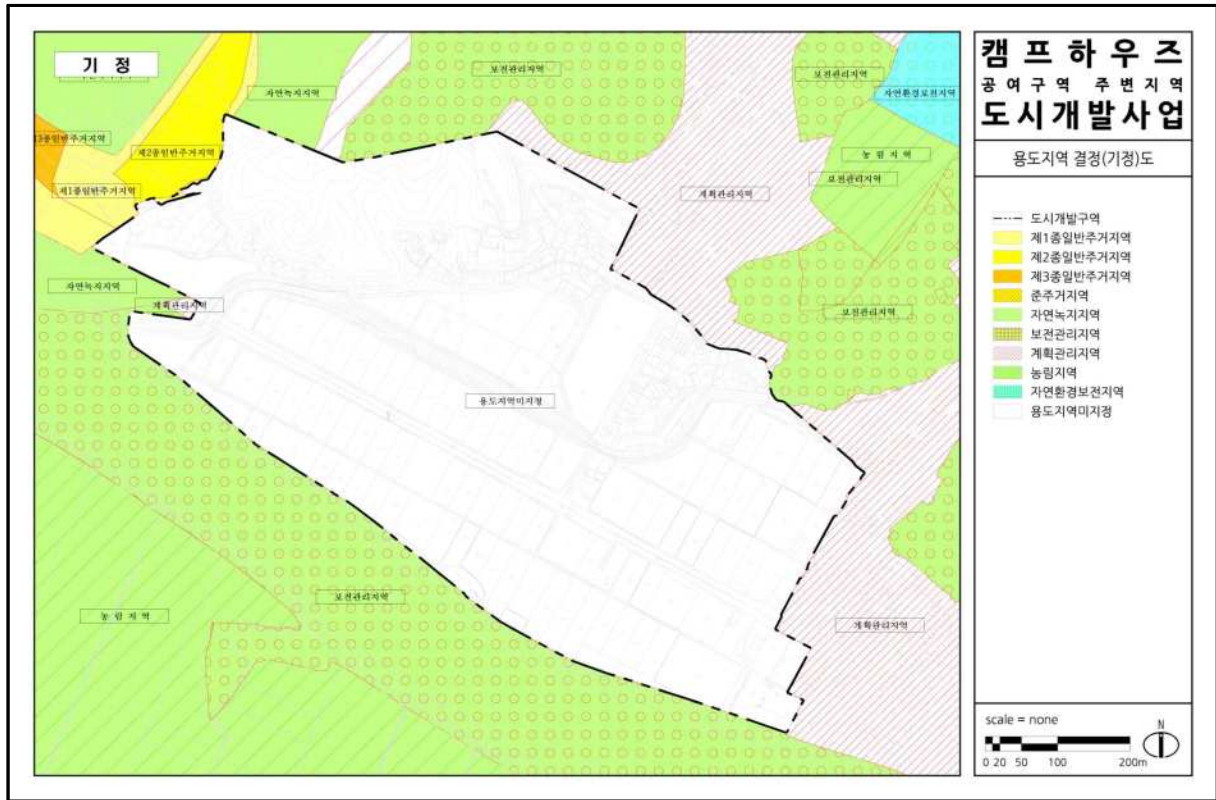 기 정
캠프하우즈
공여구역 주변지역
도시개발사업
용도지역 결정(기정)도
도시개발구역
제1종일반주거지역
제2종일반주거지역
제3종일반주거지역
준주거지역
자연녹지지역
보전관리지역
계획관리지역
농림지역
자연환경보전지역
용도지역미지정
scale = none
N
0 20 50 100 200m
보전관리지역
보전관리지역
자연녹지지역
자연환경보전지역
3종일반주거지역
제2종일반주거지역
농 림 지 역
제1종일반주거지역
보전관리지역
계획관리지역
자연녹지지역
계획관리지역
보전관리지역
용도지역미지정
보전관리지역
농 림 지 역
계획관리지역